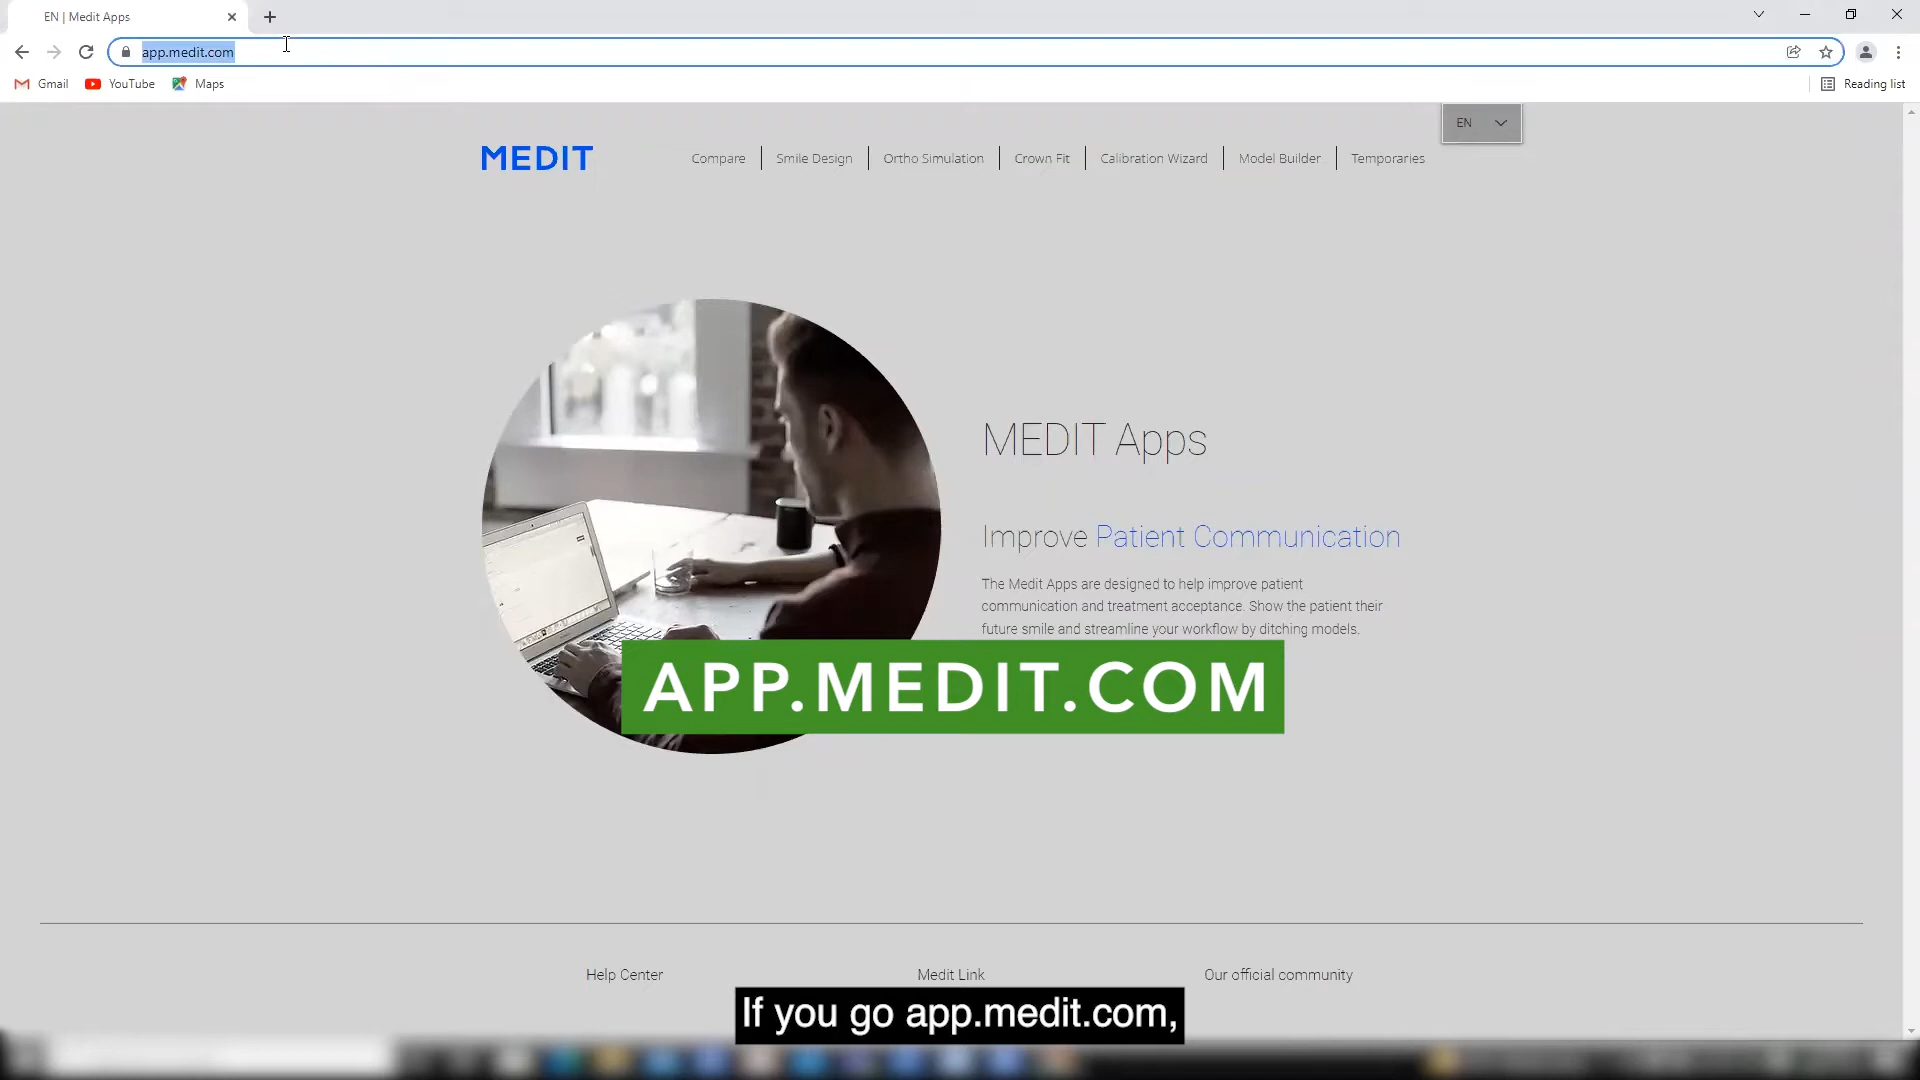 EN | Medit Apps
app.medit.com
Gmail YouTube Maps Reading list
EN
MEDIT Compare Smile Design Ortho Simulation Crown Fit Calibration Wizard Model Builder Temporaries
MEDIT Apps
Improve Patient Communication
The Medit Apps are designed to help improve patient
communication and treatment acceptance. Show the patient their
future smile and streamline your workflow by ditching models.
APP.MEDIT.COM
Help Center Medit Link Our official community
If you go app.medit.com,